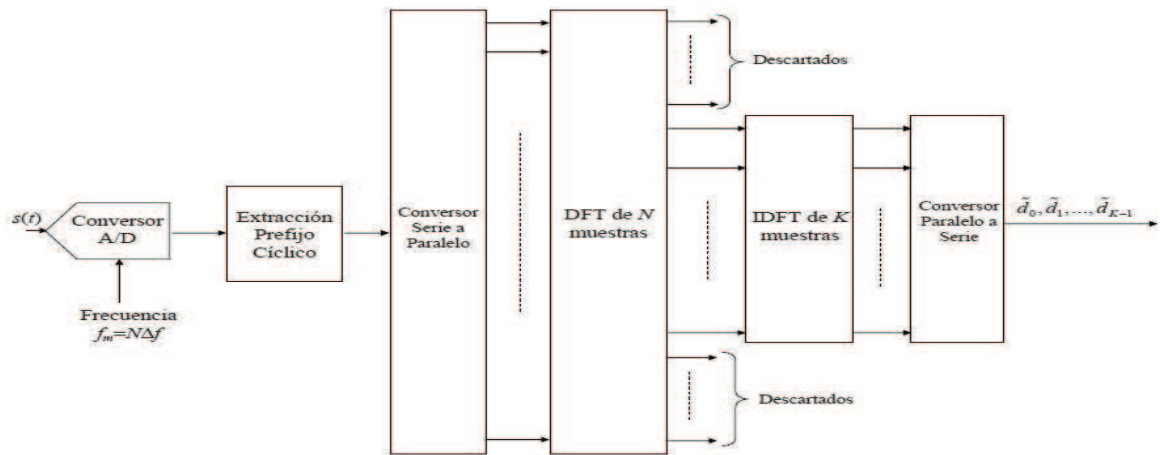 s(t)
Conversor
A/D
Frecuencia
f_m=NΔf
Extracción
Prefijo
Cíclico
Conversor
Serie a
Paralelo
DFT de N
muestras
Descartados
IDFT de K
muestras
Descartados
Conversor
Paralelo a
Serie
d̃_0, d̃_1, ..., d̃_{K-1}